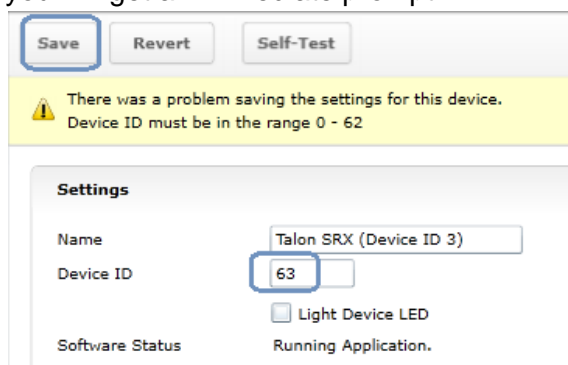 Save Revert Self-Test
There was a problem saving the settings for this device.
Device ID must be in the range 0 - 62
Settings
Name Talon SRX (Device ID 3)
Device ID 63
Light Device LED
Software Status Running Application.